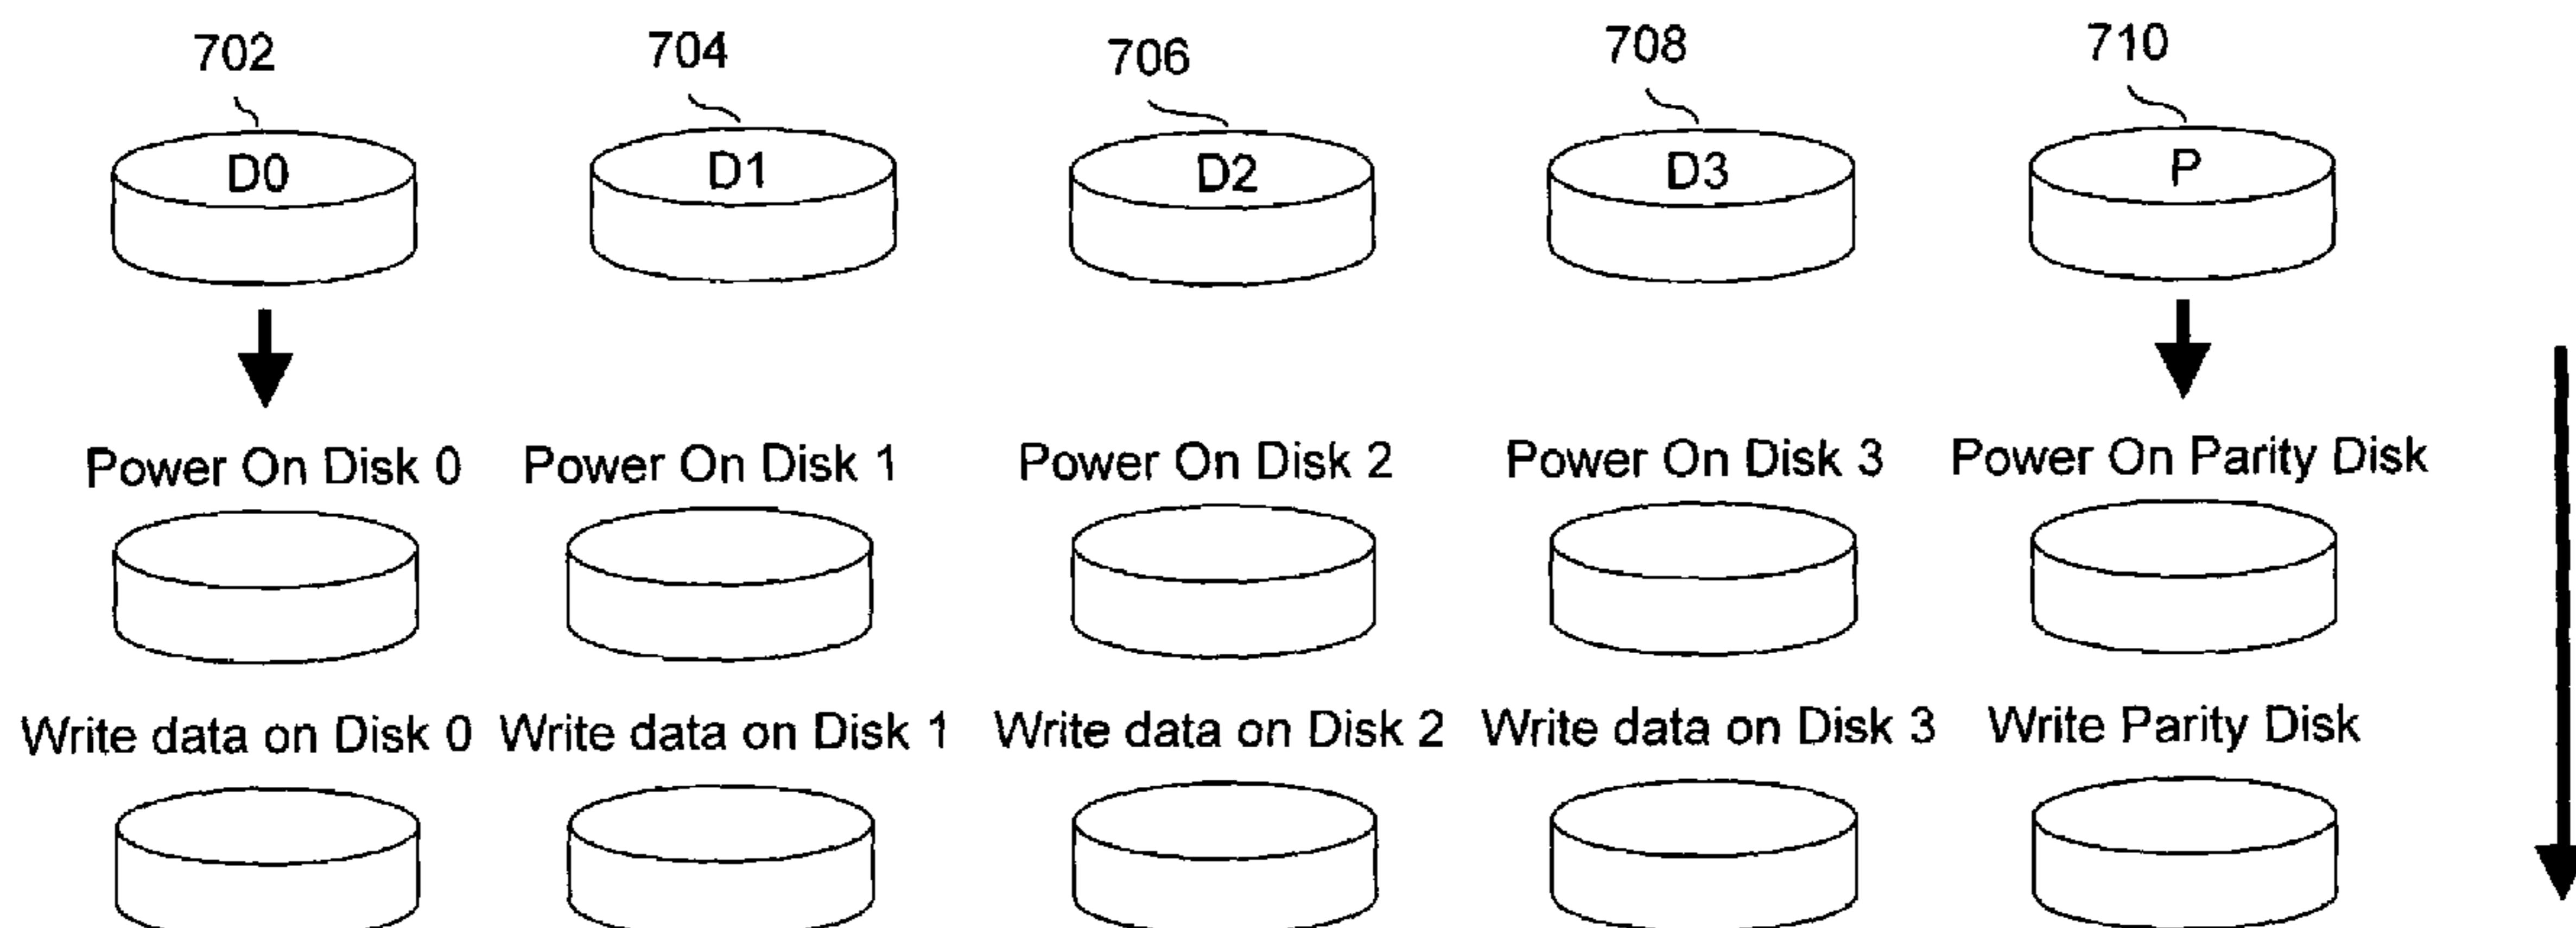 702 704 706 708 710
D0 D1 D2 D3 P
Power On Disk 0 Power On Disk 1 Power On Disk 2 Power On Disk 3 Power On Parity Disk
Write data on Disk 0 Write data on Disk 1 Write data on Disk 2 Write data on Disk 3 Write Parity Disk